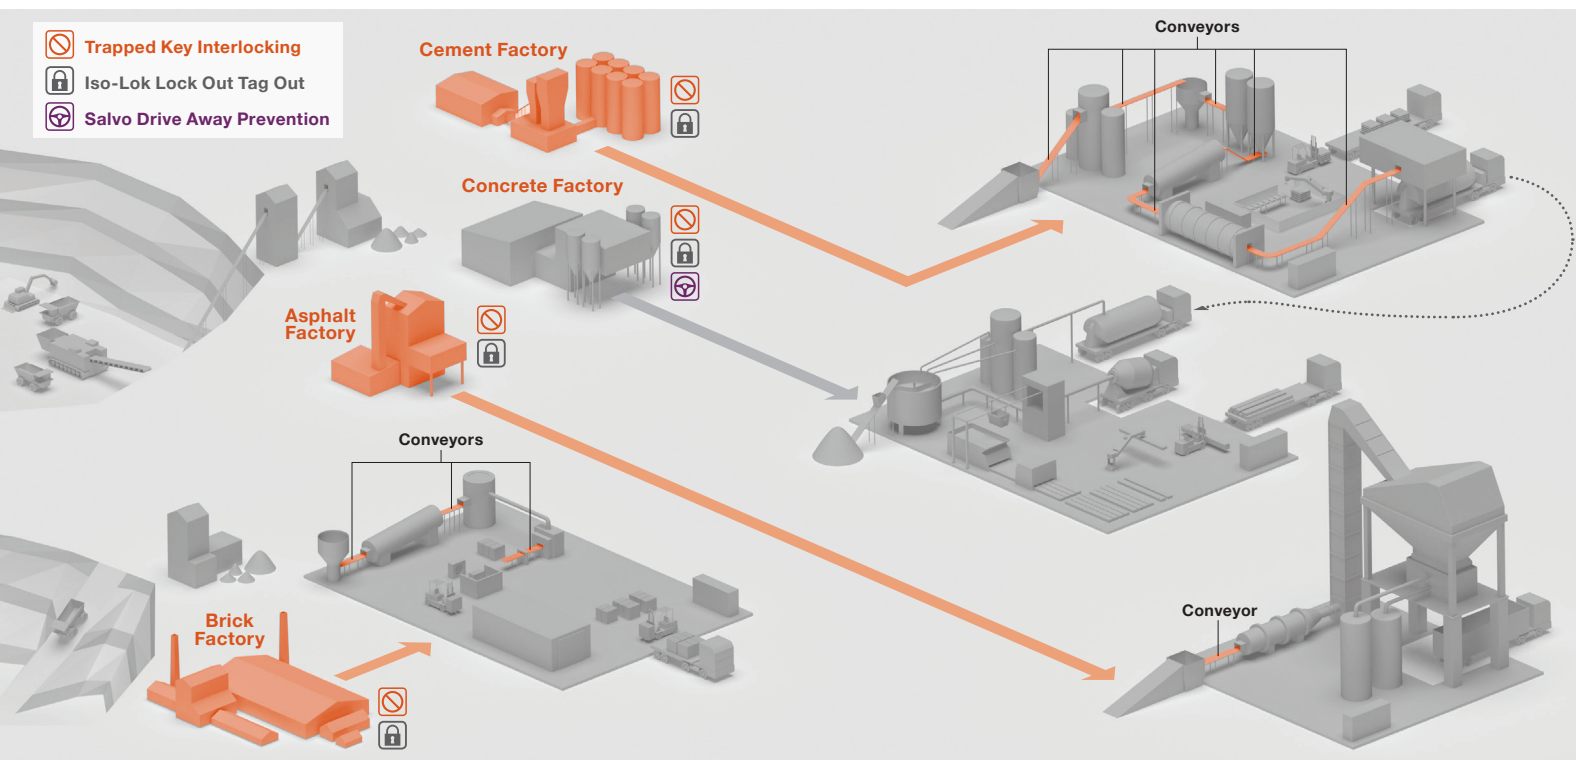 Trapped Key Interlocking
Iso-Lok Lock Out Tag Out
Salvo Drive Away Prevention
Cement Factory
Conveyors
Concrete Factory
Asphalt
Factory
Conveyors
Brick
Factory
Conveyor